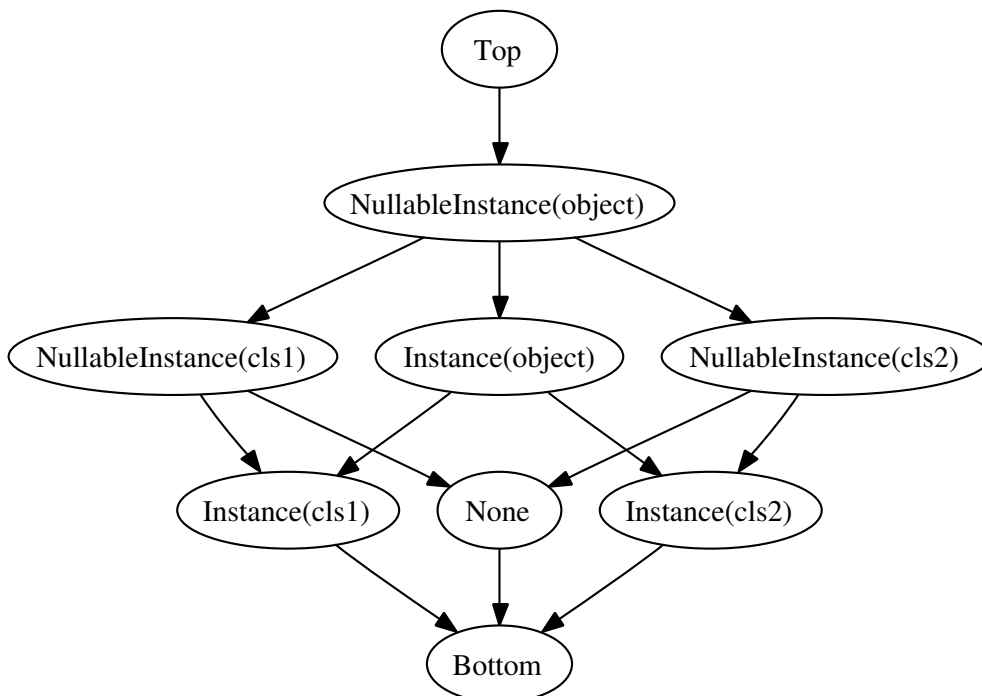 Top
NullableInstance(object)
NullableInstance(cls1)
Instance(object)
NullableInstance(cls2)
Instance(cls1)
None
Instance(cls2)
Bottom